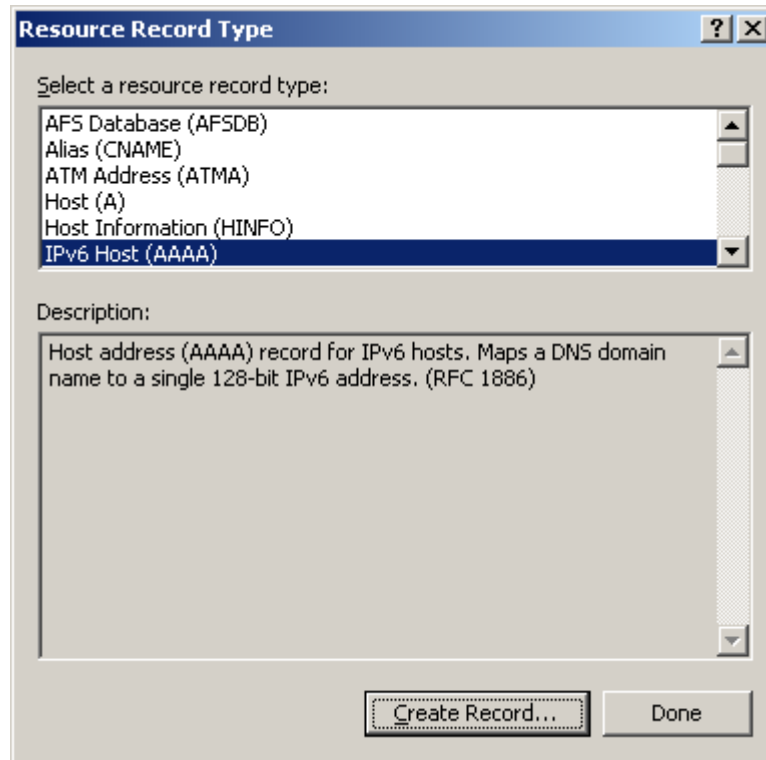 Resource Record Type
Select a resource record type:
AFS Database (AFSDB)
Alias (CNAME)
ATM Address (ATMA)
Host (A)
Host Information (HINFO)
IPv6 Host (AAAA)
Description:
Host address (AAAA) record for IPv6 hosts. Maps a DNS domain
name to a single 128-bit IPv6 address. (RFC 1886)
Create Record... Done